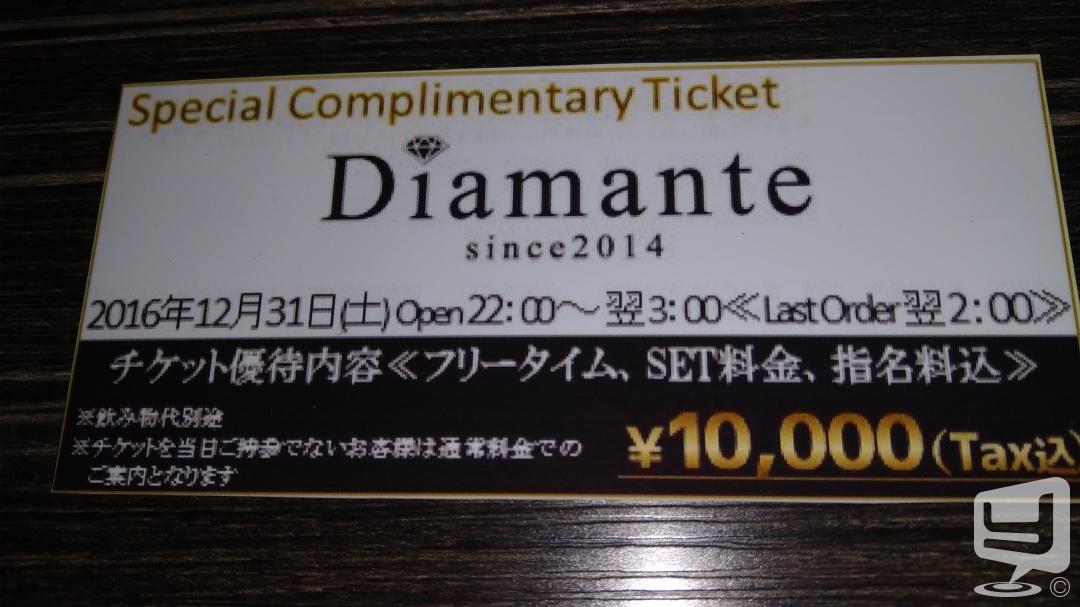 Special Complimentary Ticket
Diamante
since2014
2016年12月31日(土) Open 22:00〜翌3:00≪Last Order 翌2:00≫
チケット優待内容≪フリータイム、SET料金、指名料込≫
※飲み物代別途
※チケットを当日ご持参でないお客様は通常料金での
ご案内となります
¥10,000(Tax込)
©